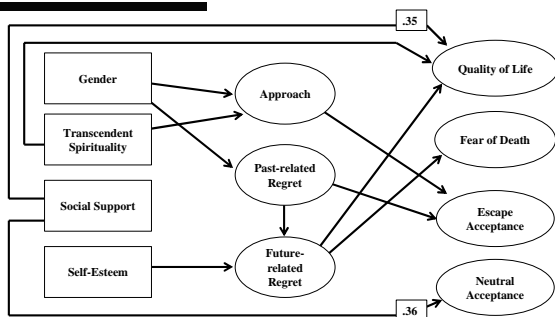 .35
Quality of Life
Gender
Approach
Transcendent
Spirituality
Fear of Death
Past-related
Regret
Social Support
Escape
Acceptance
Self-Esteem
Future-
related
Regret
Neutral
Acceptance
.36